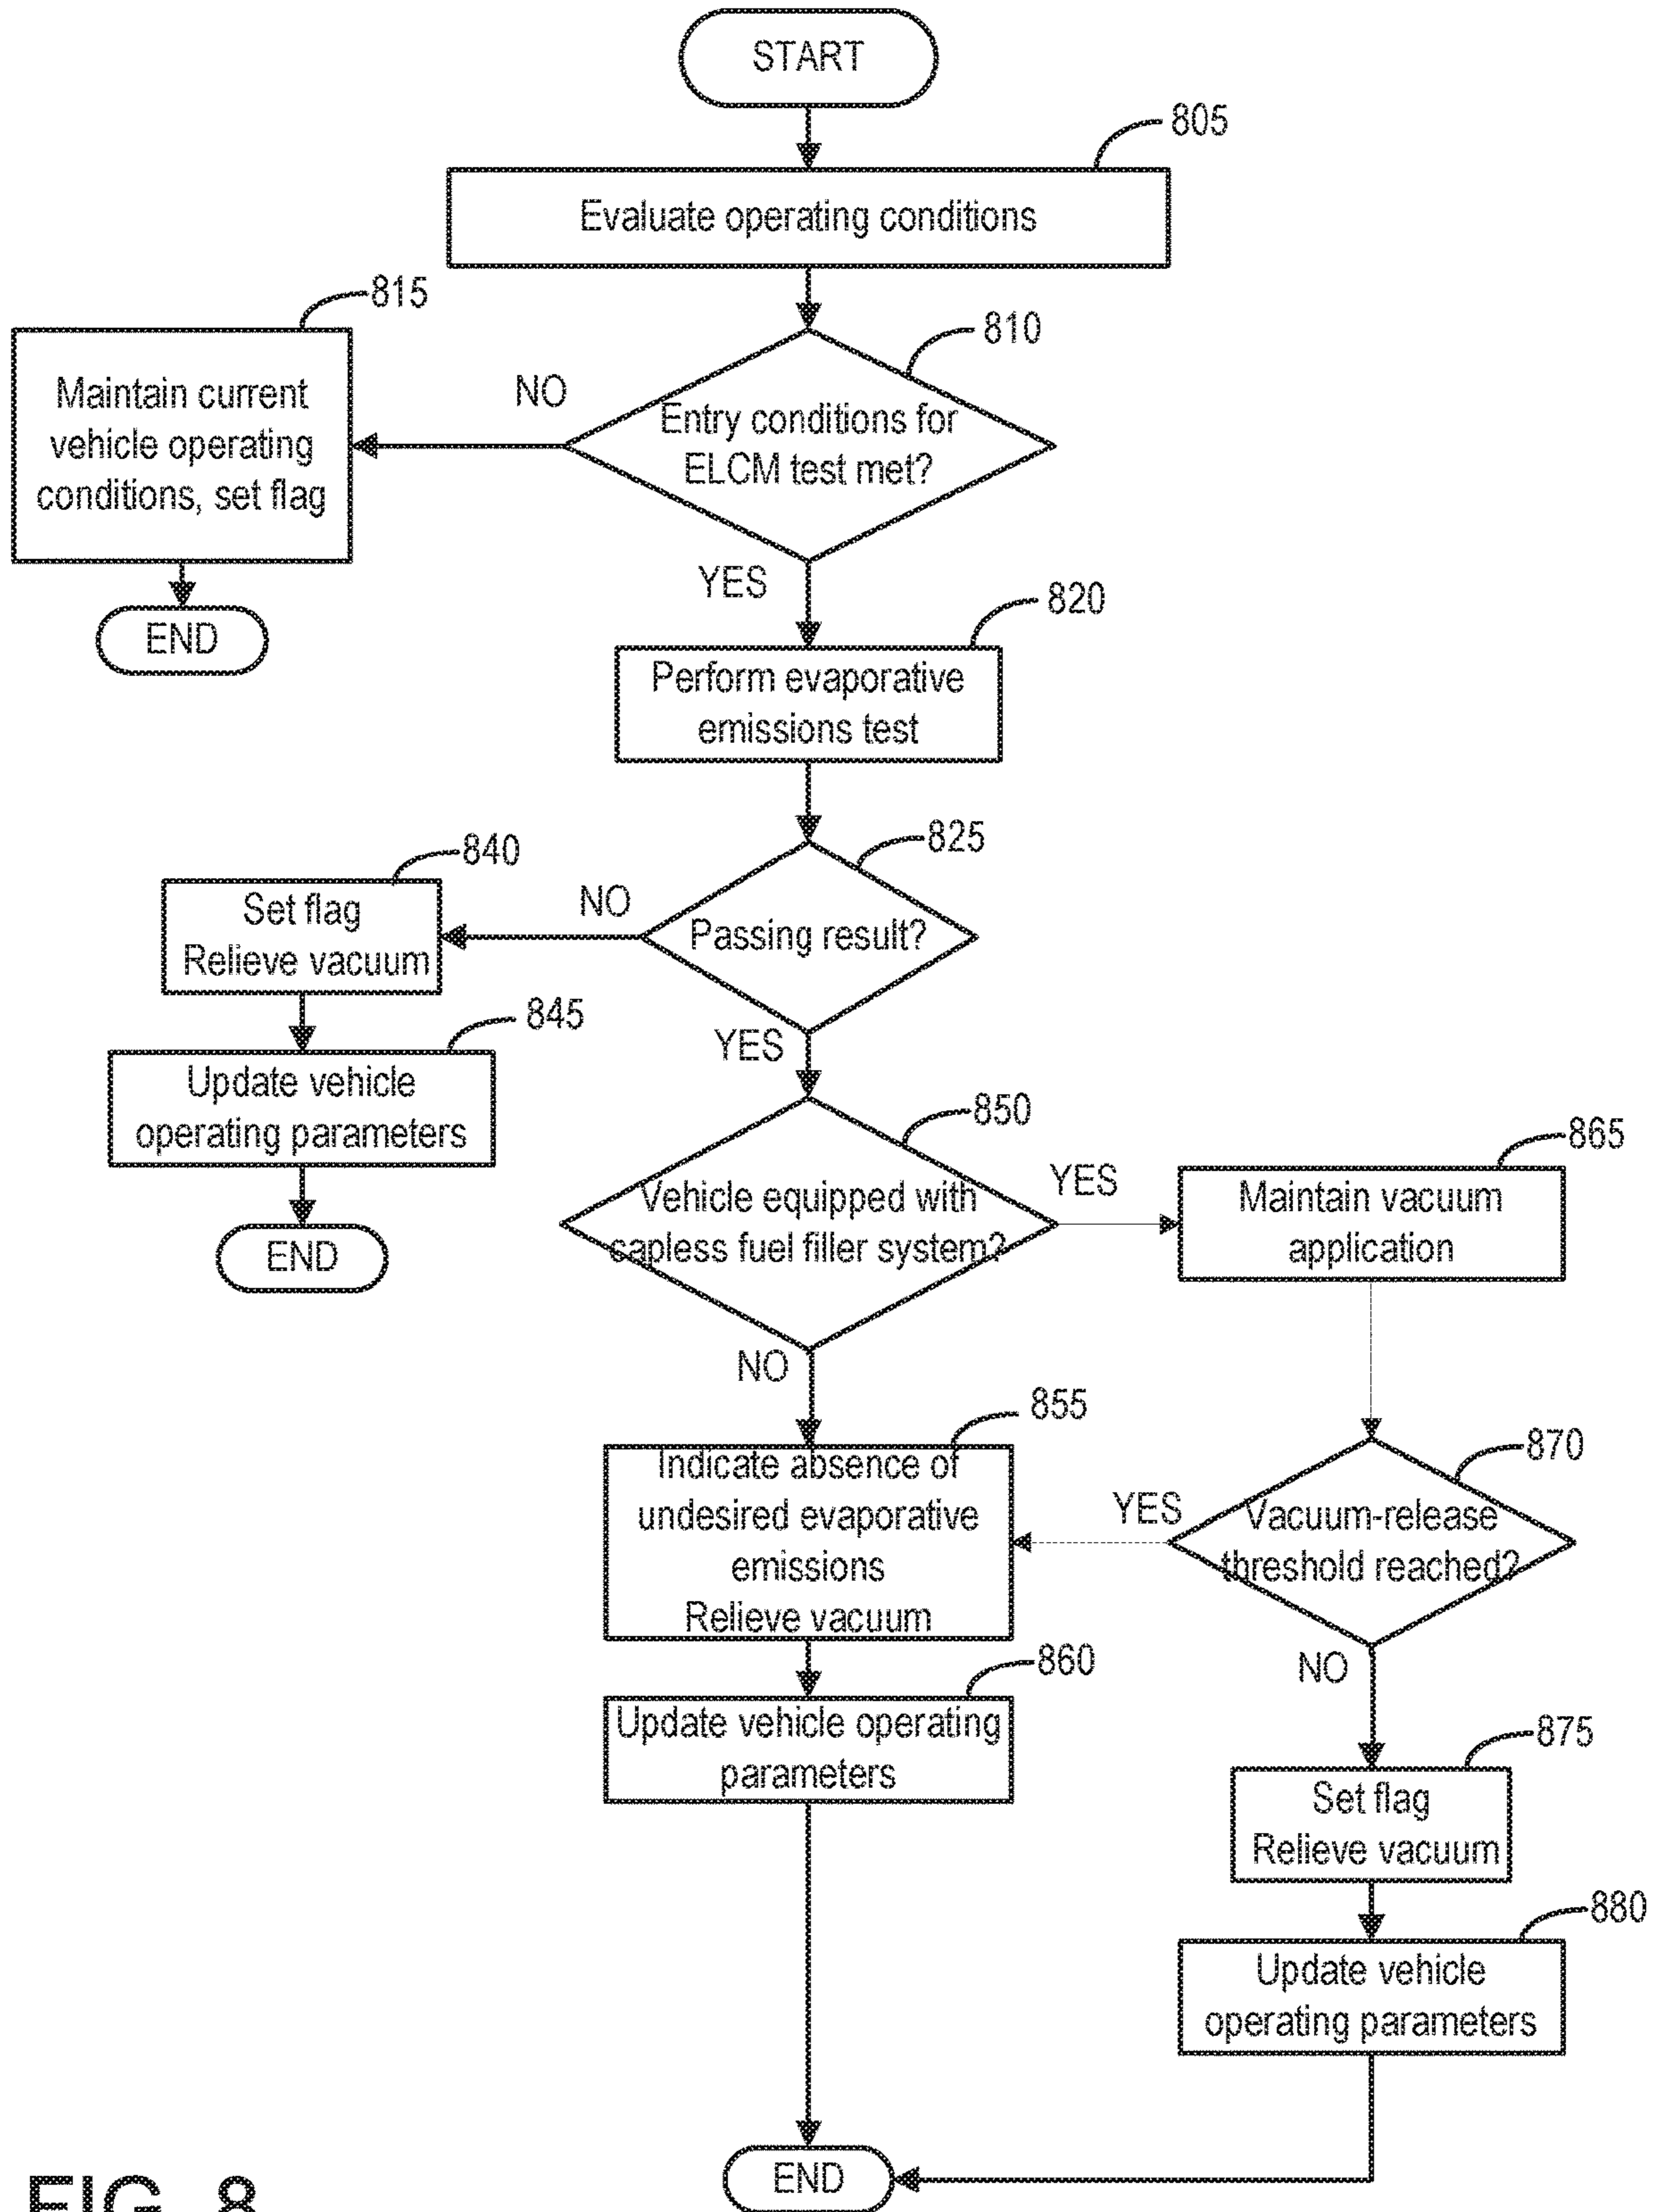 START
805
Evaluate operating conditions
815
810
Maintain current
vehicle operating
conditions, set flag
NO
Entry conditions for
ELCM test met?
END
YES
820
Perform evaporative
emissions test
825
840
Set flag
Relieve vacuum
NO
Passing result?
845
Update vehicle
operating parameters
YES
END
850
Vehicle equipped with
capless fuel filler system?
YES
865
Maintain vacuum
application
NO
855
Indicate absence of
undesired evaporative
emissions
Relieve vacuum
870
YES
Vacuum-release
threshold reached?
860
Update vehicle operating
parameters
NO
875
Set flag
Relieve vacuum
880
Update vehicle
operating parameters
END
FIG. 8